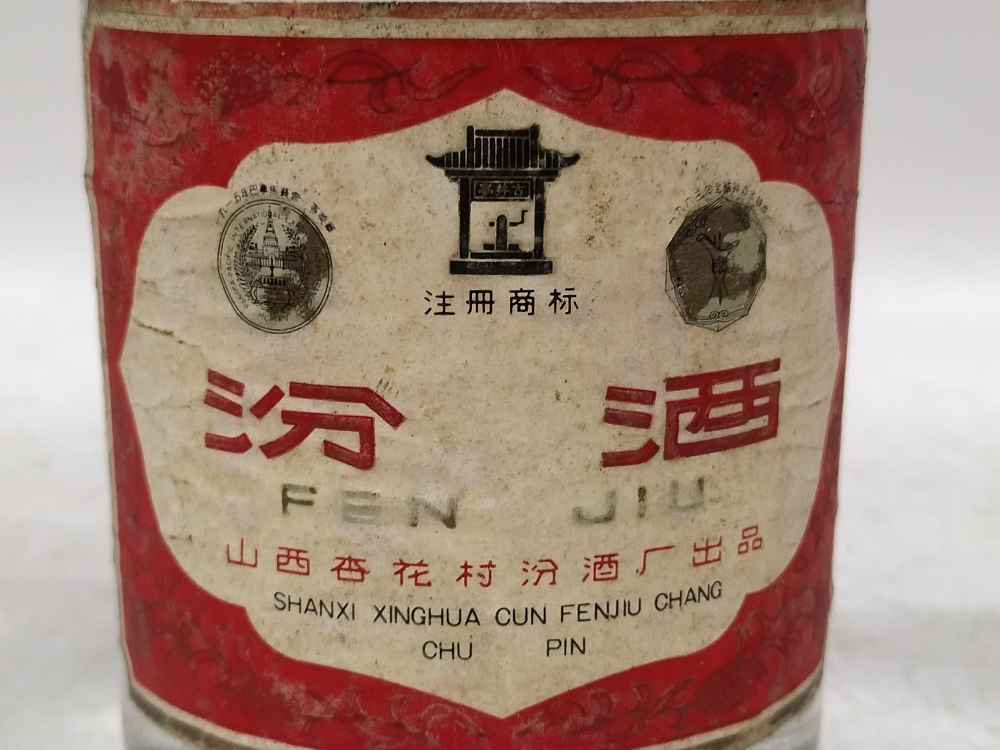 注册商标
汾酒
FEN JIU
山西杏花村汾酒厂出品
SHANXI XINGHUA CUN FENJIU CHANG
CHU PIN